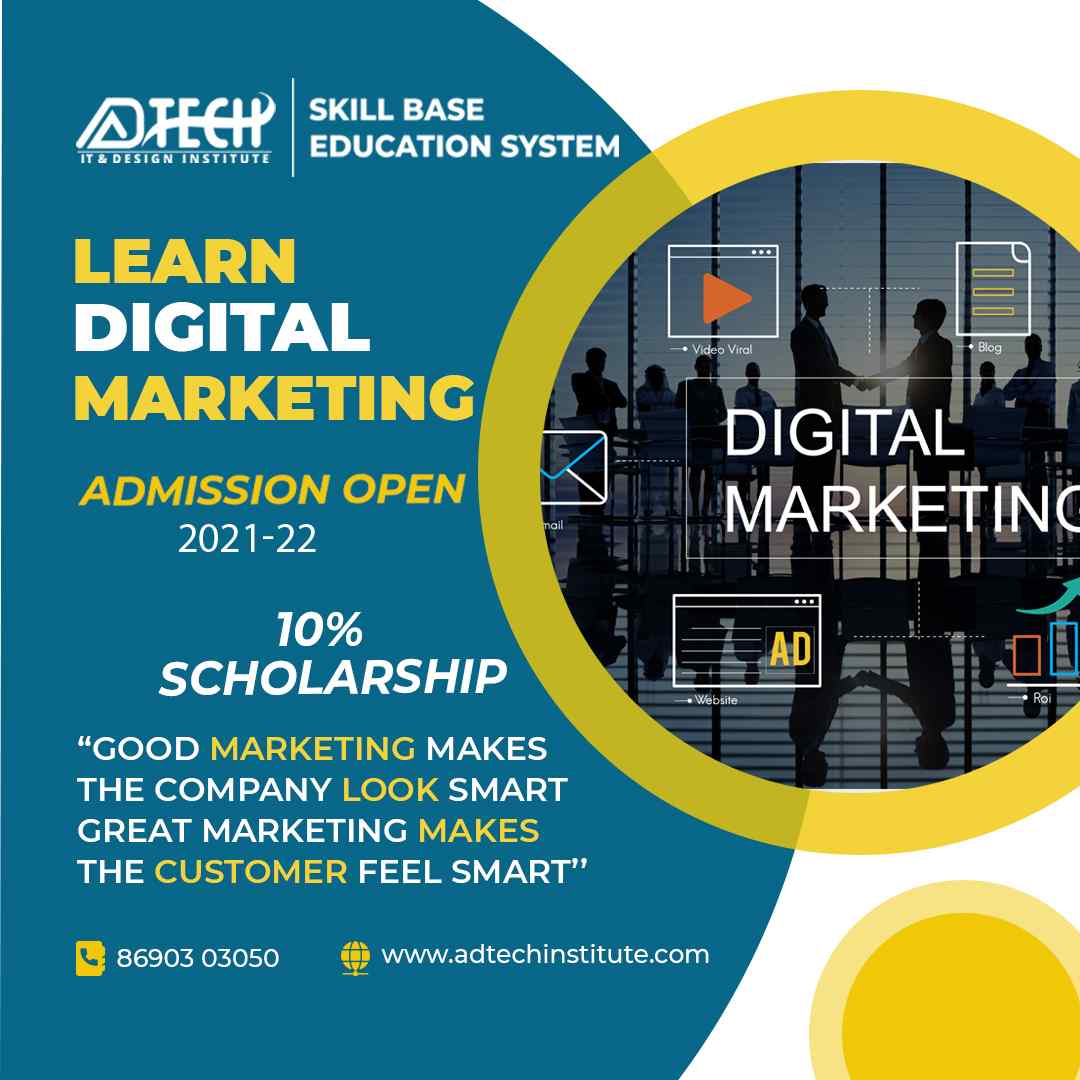 ADTECH
IT & DESIGN INSTITUTE
SKILL BASE
EDUCATION SYSTEM
LEARN
DIGITAL
MARKETING
ADMISSION OPEN
2021-22
10%
SCHOLARSHIP
“GOOD MARKETING MAKES
THE COMPANY LOOK SMART
GREAT MARKETING MAKES
THE CUSTOMER FEEL SMART’’
86903 03050
www.adtechinstitute.com
Video Viral
Blog
DIGITAL
MARKETING
mail
AD
Website
Roi